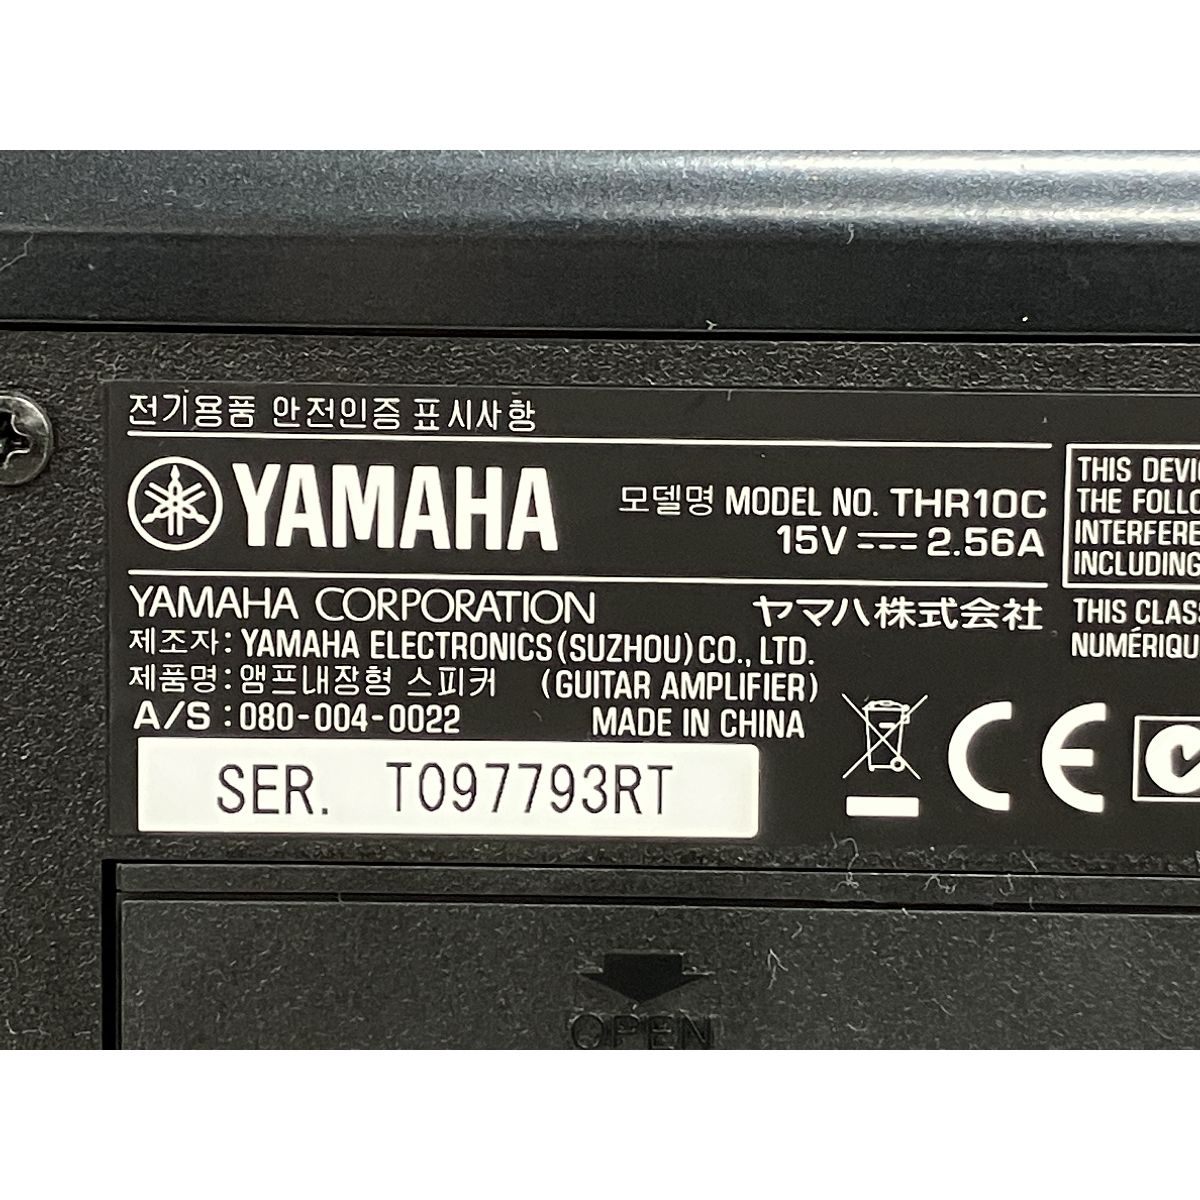 전기용품 안전인증 표시사항
YAMAHA
모델명 MODEL NO. THR10C
15V 2.56A
YAMAHA CORPORATION ヤマハ株式会社
제조자: YAMAHA ELECTRONICS(SUZHOU)CO., LTD.
제품명: 앰프내장형 스피커 (GUITAR AMPLIFIER)
A/S : 080-004-0022 MADE IN CHINA
SER. T097793RT
THIS DEVI
THE FOLLO
INTERFERE
INCLUDING
THIS CLAS
NUMÉRIQU
CE
OPEN